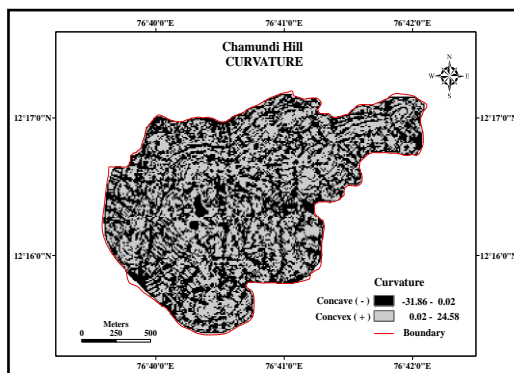 76°40'0"E 76°41'0"E 76°42'0"E
Chamundi Hill
CURVATURE
N
W E
S
12°17'0"N 12°17'0"N
12°16'0"N 12°16'0"N
Curvature
Concave ( - ) -31.86 - 0.02
Concvex ( + ) 0.02 - 24.58
Boundary
Meters
0 250 500
76°40'0"E 76°41'0"E 76°42'0"E